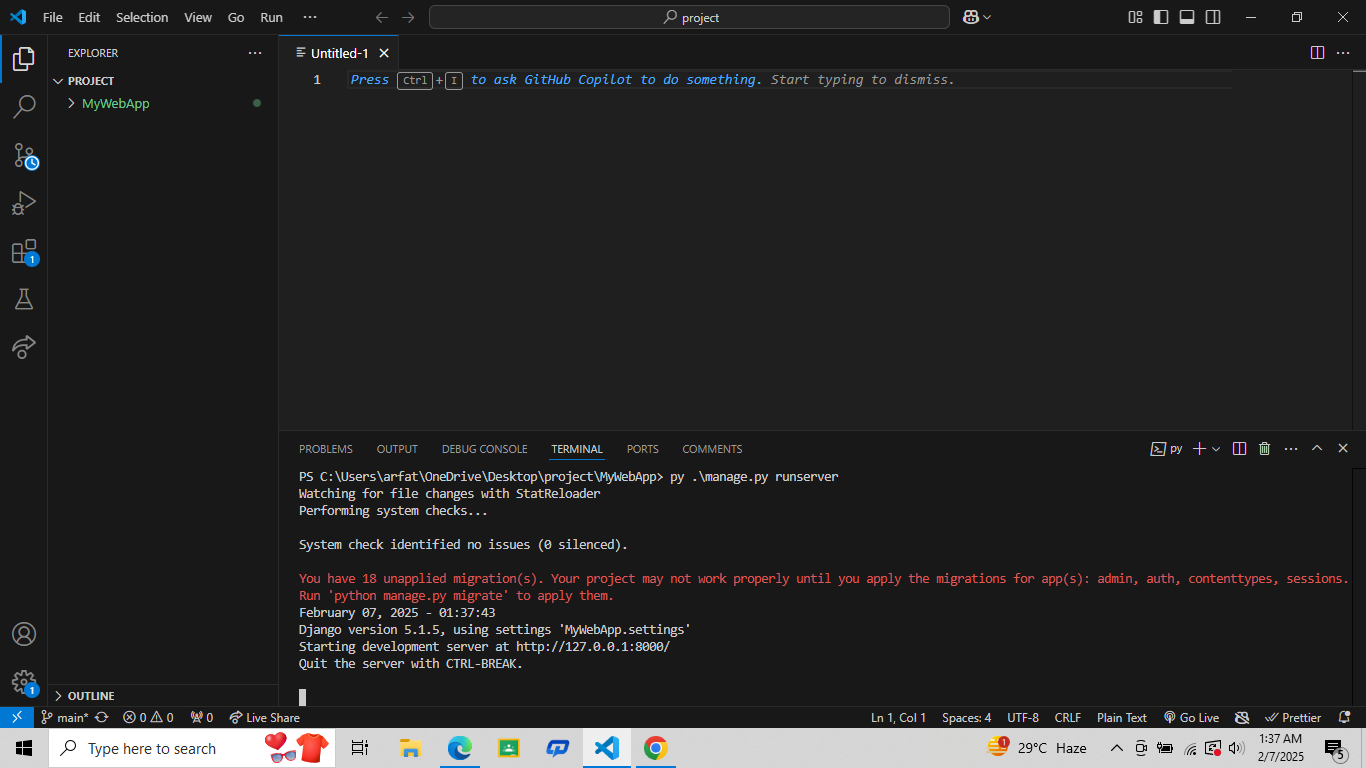 File Edit Selection View Go Run ···
project
EXPLORER
PROJECT
MyWebApp
OUTLINE
Untitled-1
1 Press Ctrl + I to ask GitHub Copilot to do something. Start typing to dismiss.
1
1
PROBLEMS OUTPUT DEBUG CONSOLE TERMINAL PORTS COMMENTS
py
PS C:\Users\arfat\OneDrive\Desktop\project\MyWebApp> py .\manage.py runserver
Watching for file changes with StatReloader
Performing system checks...
System check identified no issues (0 silenced).
You have 18 unapplied migration(s). Your project may not work properly until you apply the migrations for app(s): admin, auth, contenttypes, sessions.
Run 'python manage.py migrate' to apply them.
February 07, 2025 - 01:37:43
Django version 5.1.5, using settings 'MyWebApp.settings'
Starting development server at http://127.0.0.1:8000/
Quit the server with CTRL-BREAK.
main* 0 0 0 Live Share
Ln 1, Col 1 Spaces: 4 UTF-8 CRLF Plain Text Go Live Prettier
Type here to search
1
29°C Haze
1:37 AM
2/7/2025
5